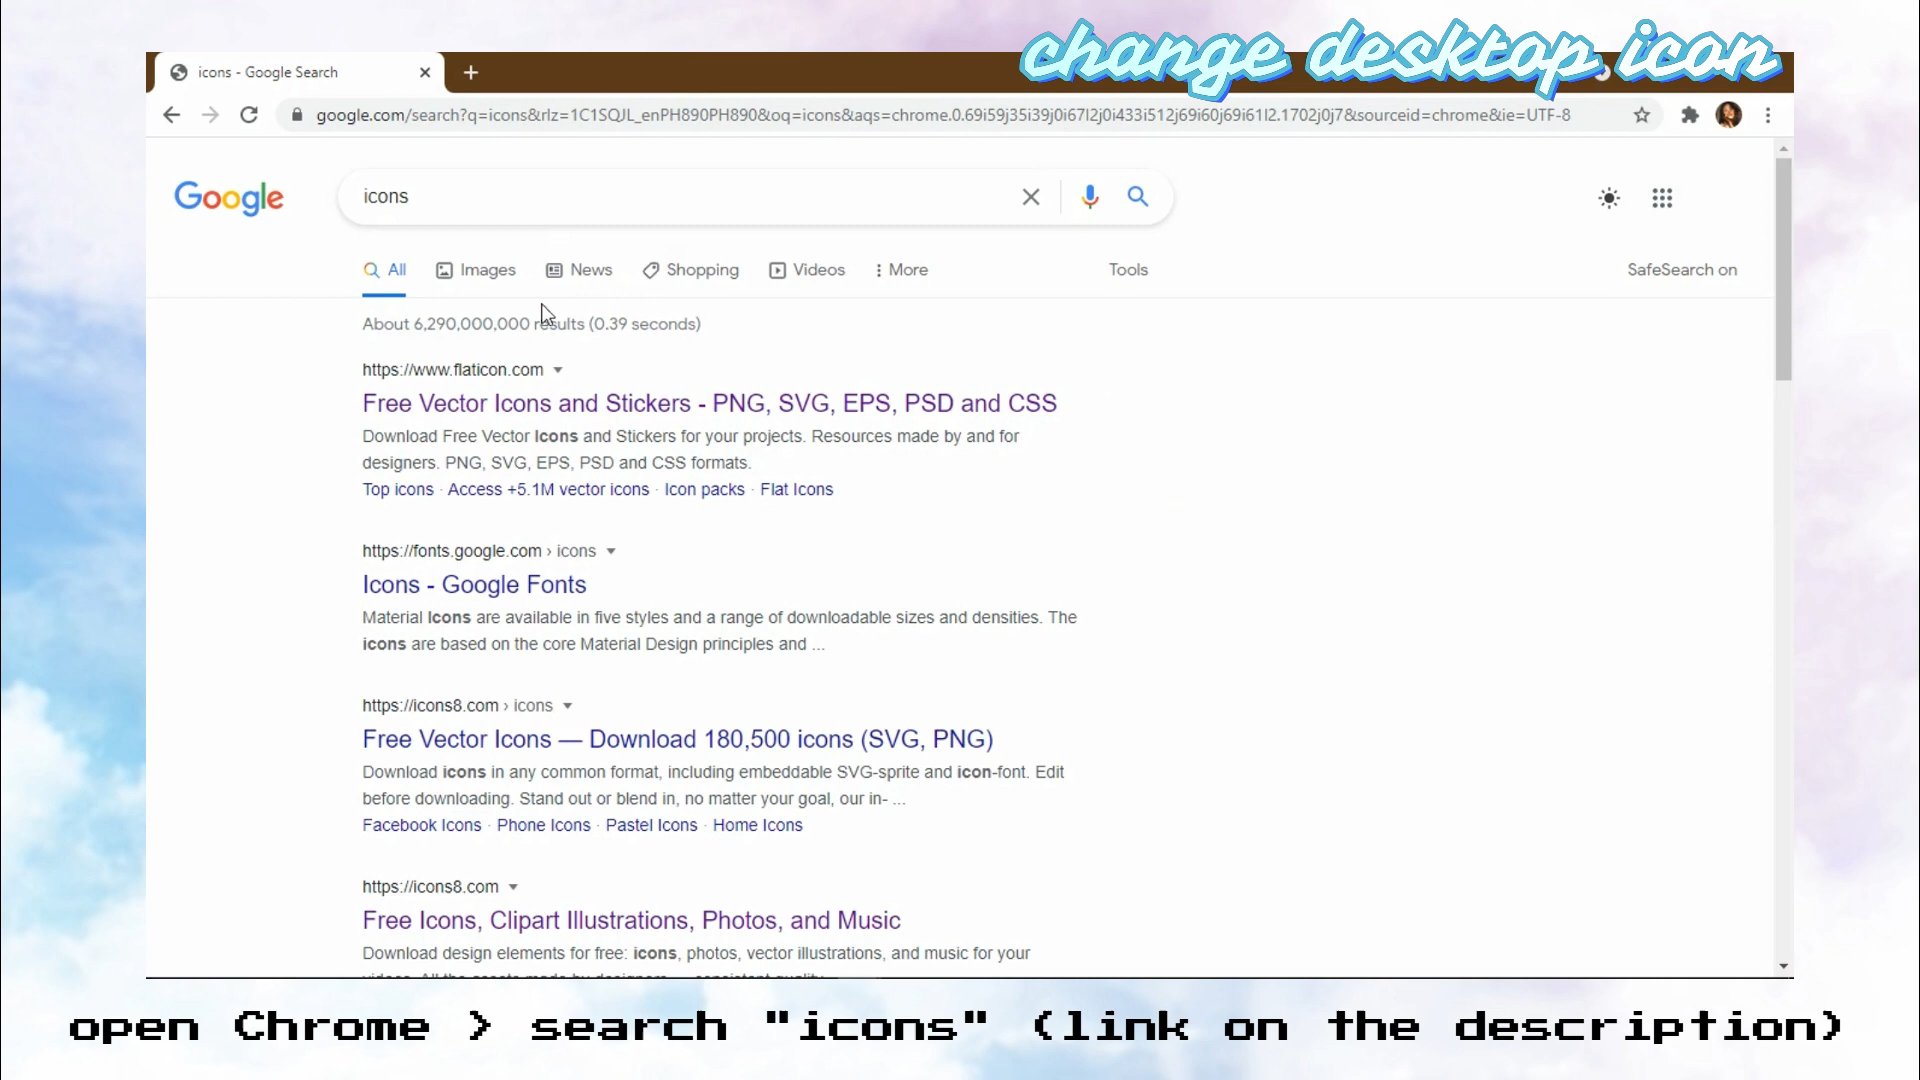 change desktop icon
icons - Google Search
google.com/search?q=icons&rlz=1C1SQJL_enPH890PH890&oq=icons&aqs=chrome.0.69i59j35i39j0i67l2j0i433i512j69i60j69i61l2.1702j0j7&sourceid=chrome&ie=UTF-8
Google
icons
All Images News Shopping Videos More Tools SafeSearch on
About 6,290,000,000 results (0.39 seconds)
https://www.flaticon.com
Free Vector Icons and Stickers - PNG, SVG, EPS, PSD and CSS
Download Free Vector Icons and Stickers for your projects. Resources made by and for
designers. PNG, SVG, EPS, PSD and CSS formats.
Top icons · Access +5.1M vector icons · Icon packs · Flat Icons
https://fonts.google.com › icons
Icons - Google Fonts
Material Icons are available in five styles and a range of downloadable sizes and densities. The
icons are based on the core Material Design principles and ...
https://icons8.com › icons
Free Vector Icons — Download 180,500 icons (SVG, PNG)
Download icons in any common format, including embeddable SVG-sprite and icon-font. Edit
before downloading. Stand out or blend in, no matter your goal, our in- ...
Facebook Icons · Phone Icons · Pastel Icons · Home Icons
https://icons8.com
Free Icons, Clipart Illustrations, Photos, and Music
Download design elements for free: icons, photos, vector illustrations, and music for your
open Chrome > search "icons" (link on the description)